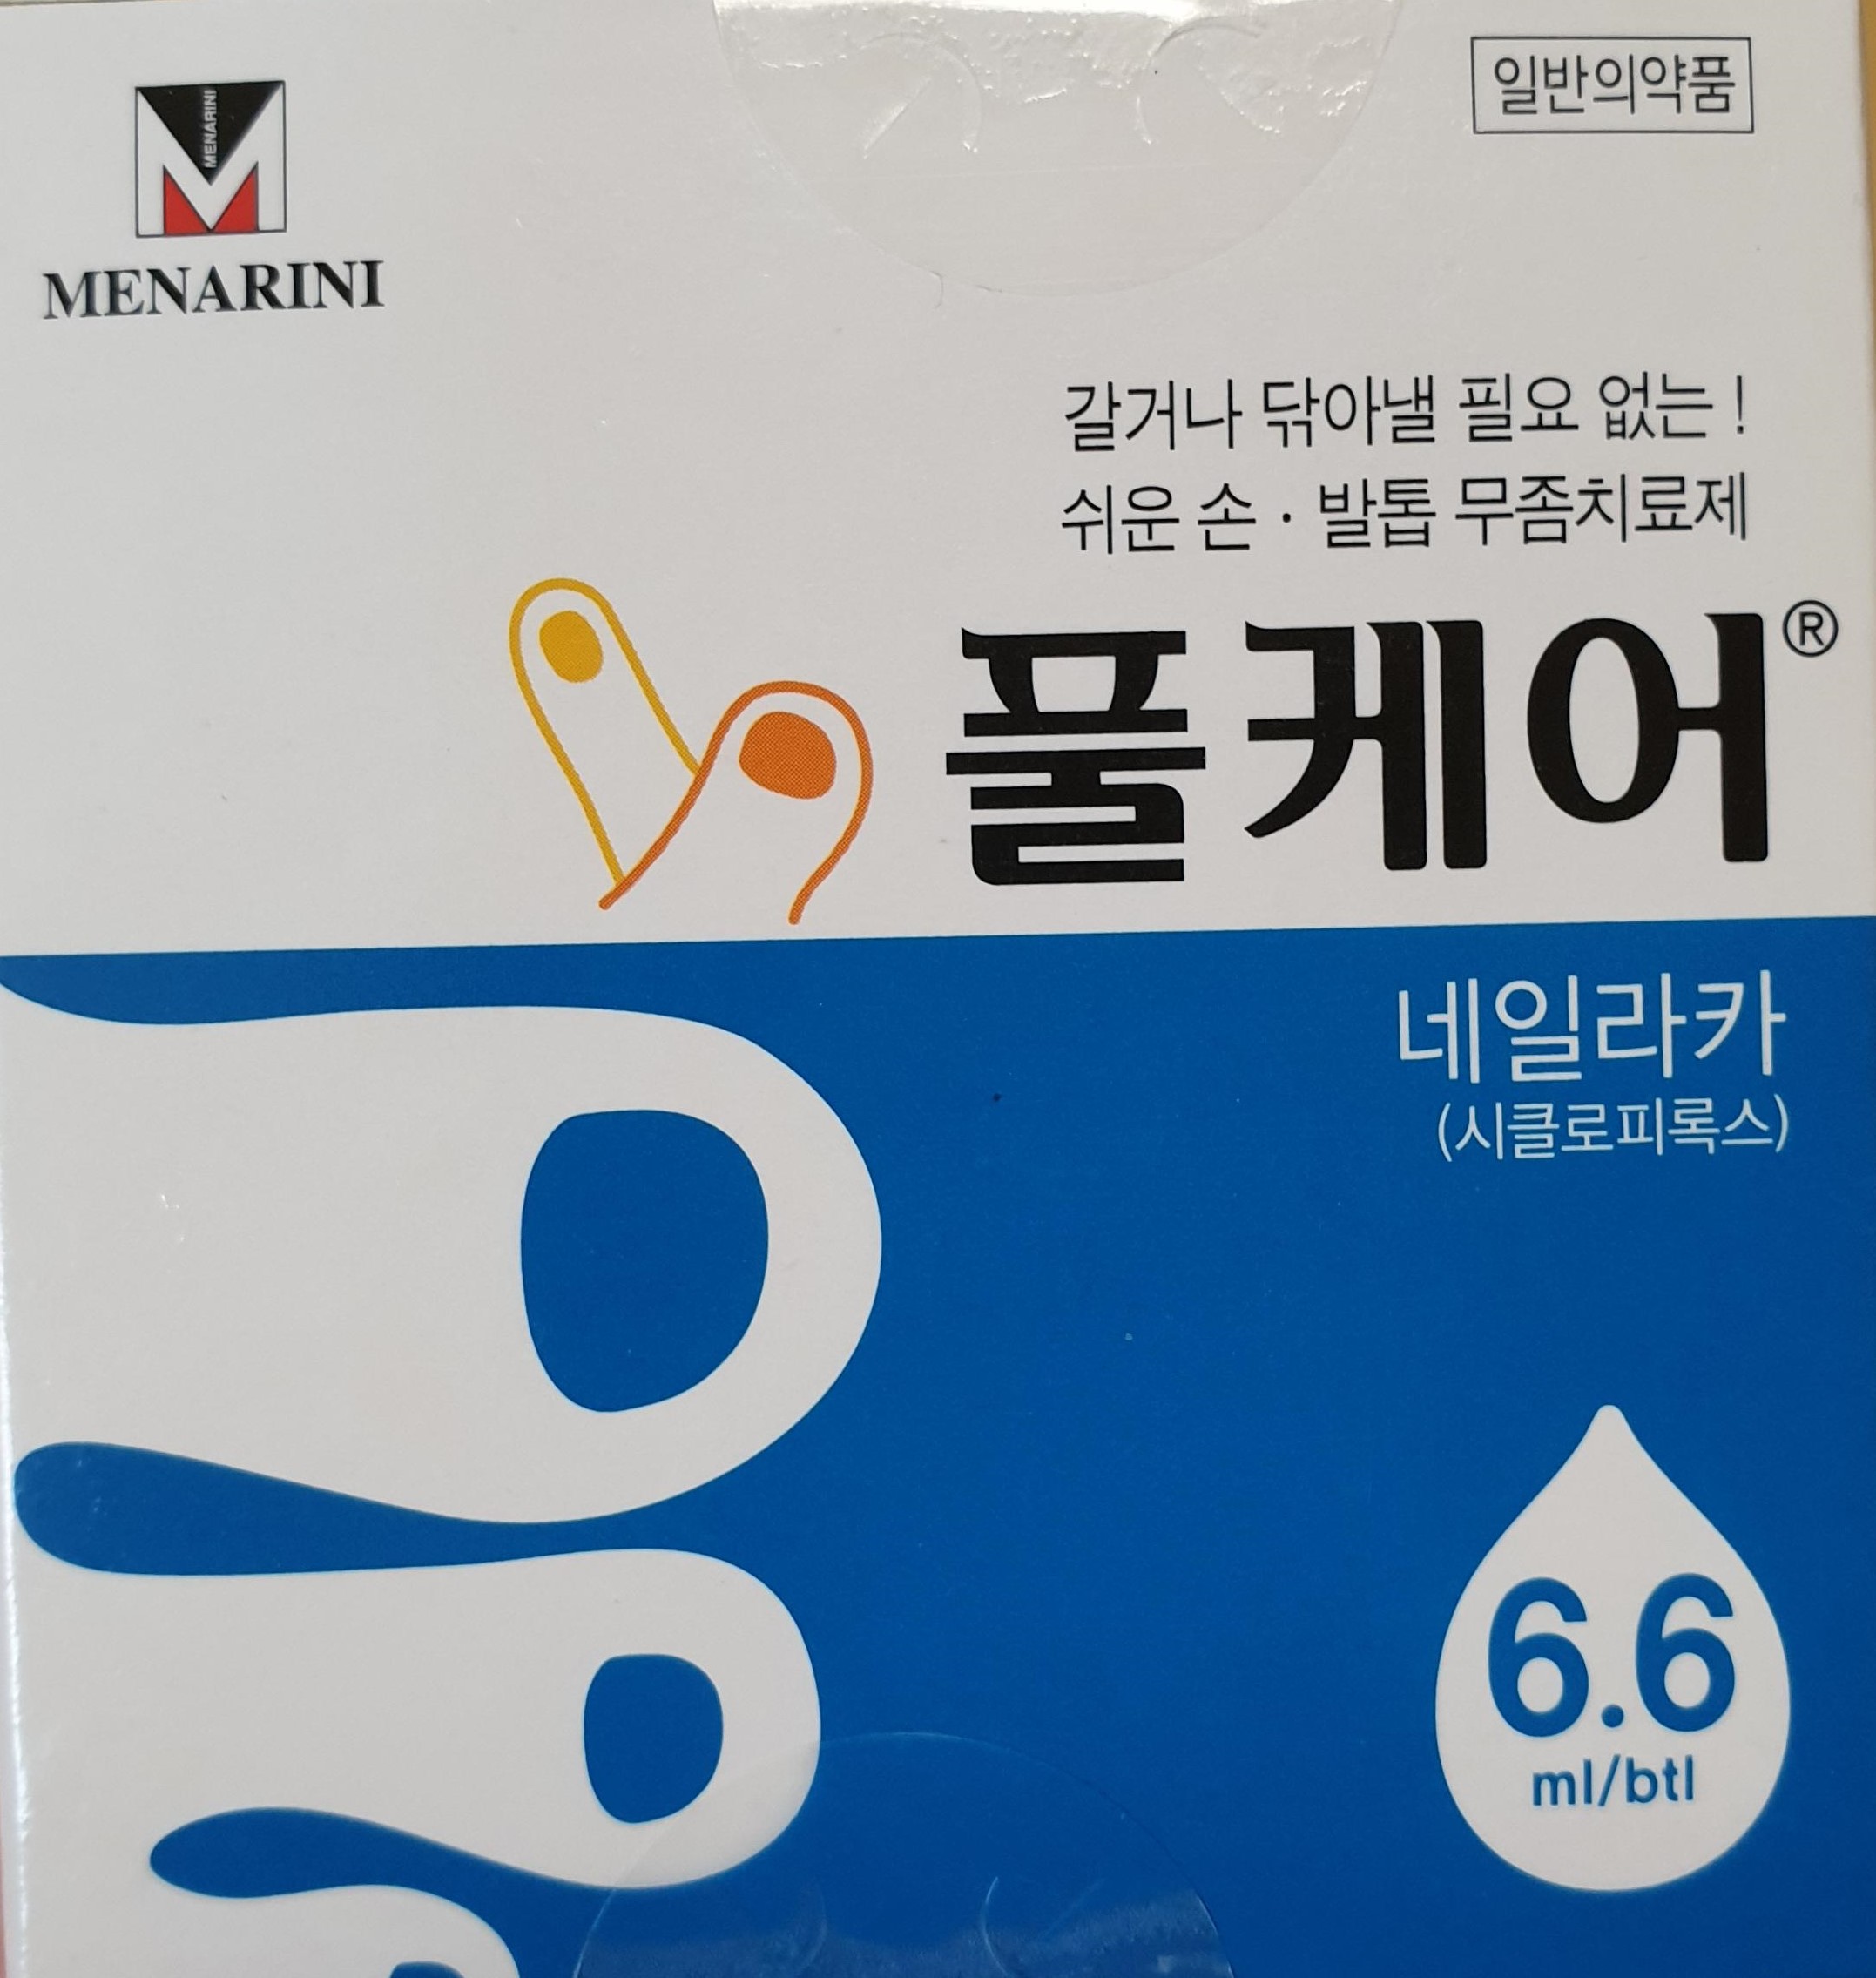 MENARINI
MENARINI
일반의약품
갈거나 닦아낼 필요 없는 !
쉬운 손 · 발톱 무좀치료제
풀케어®
네일라카
(시클로피록스)
6.6
ml/btl